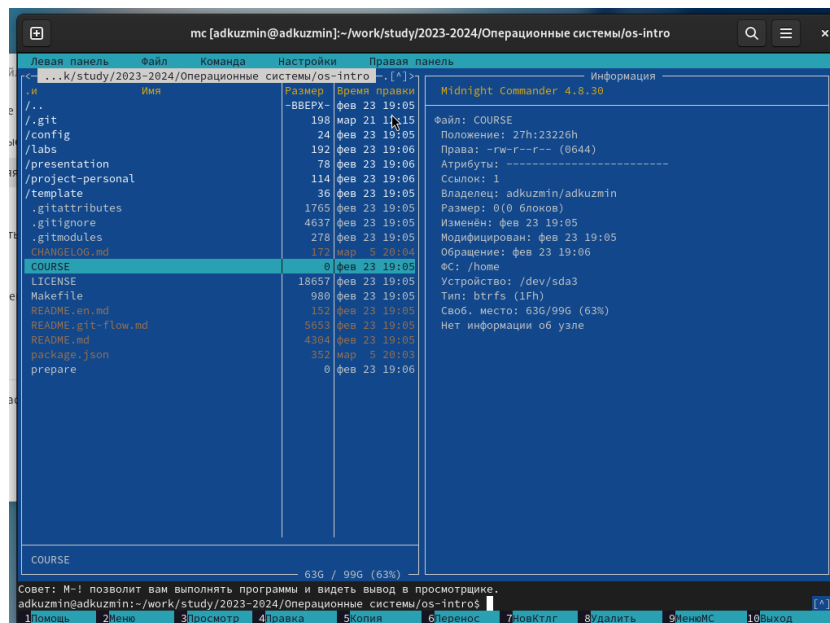 mc [adkuzmin@adkuzmin]:~/work/study/2023-2024/Операционные системы/os-intro
Левая панель Файл Команда Настройки Правая панель
<— ...k/study/2023-2024/Операционные системы/os-intro —.[^]>
.и Имя Размер Время правки
/.. -ВВЕРХ- фев 23 19:05
/.git 198 мар 21
/config 24 фев 23 19:05
/labs 192 фев 23 19:06
/presentation 78 фев 23 19:06
/project-personal 114 фев 23 19:06
/template 36 фев 23 19:05
.gitattributes 1765 фев 23 19:05
.gitignore 4637 фев 23 19:05
.gitmodules 278 фев 23 19:05
CHANGELOG.md 172 мар 5 20:04
COURSE 0 фев 23 19:05
LICENSE 18657 фев 23 19:05
Makefile 980 фев 23 19:05
README.en.md 152 фев 23 19:05
README.git-flow.md 5653 фев 23 19:05
README.md 4304 фев 23 19:05
package.json 352 мар 5 20:03
prepare 0 фев 23 19:06
COURSE
63G / 99G (63%)
Информация
Midnight Commander 4.8.30
Файл: COURSE
Положение: 27h:23226h
Права: -rw-r--r-- (0644)
Атрибуты: -------------------------
Ссылок: 1
Владелец: adkuzmin/adkuzmin
Размер: 0(0 блоков)
Изменён: фев 23 19:05
Модифицирован: фев 23 19:05
Обращение: фев 23 19:06
ФС: /home
Устройство: /dev/sda3
Тип: btrfs (1Fh)
Своб. место: 63G/99G (63%)
Нет информации об узле
Совет: M-! позволит вам выполнять программы и видеть вывод в просмотрщике.
adkuzmin@adkuzmin:~/work/study/2023-2024/Операционные системы/os-intro$ [^]
1Помощь 2Меню 3Просмотр 4Правка 5Копия 6Перенос 7НовКтлг 8Удалить 9МенюМС 10Выход